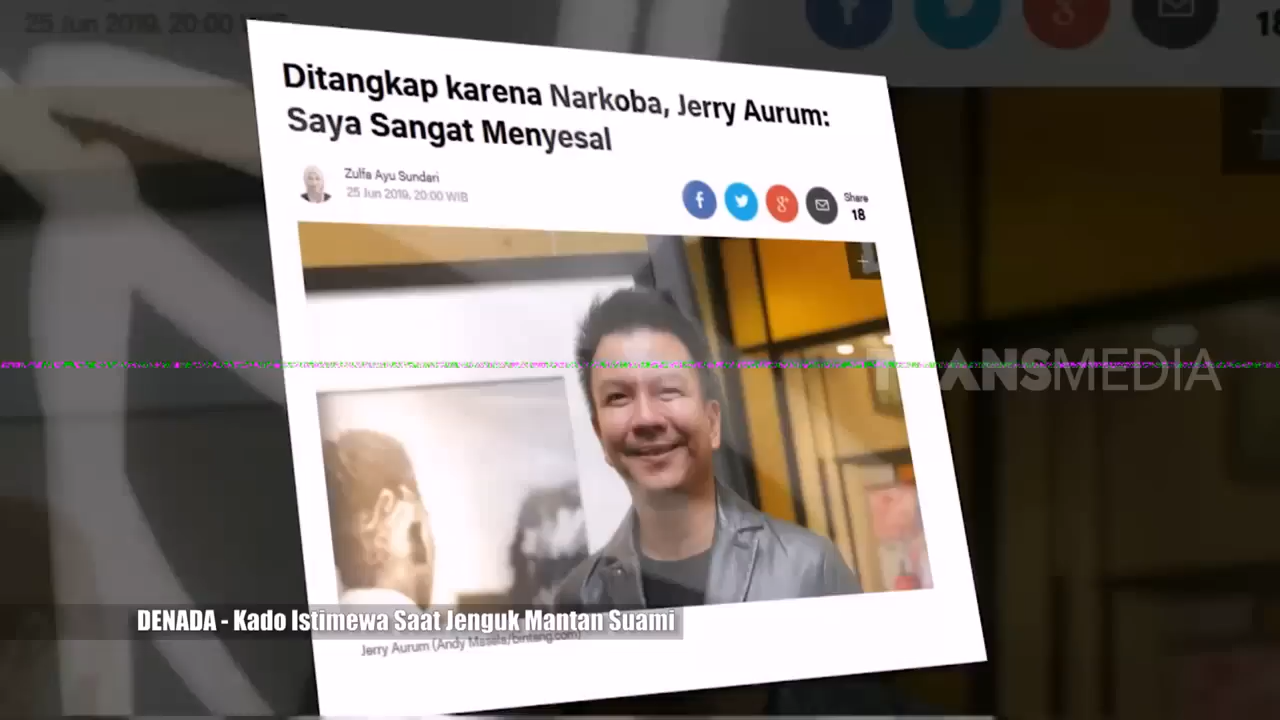 25 Jun 2019, 20:00
Ditangkap karena Narkoba, Jerry Aurum:
Saya Sangat Menyesal
Zulfa Ayu Sundari
25 Jun 2019, 20:00 WIB
Share
18
TRANSMEDIA
DENADA - Kado Istimewa Saat Jenguk Mantan Suami
Jerry Aurum (Andy Masela/bintang.com)